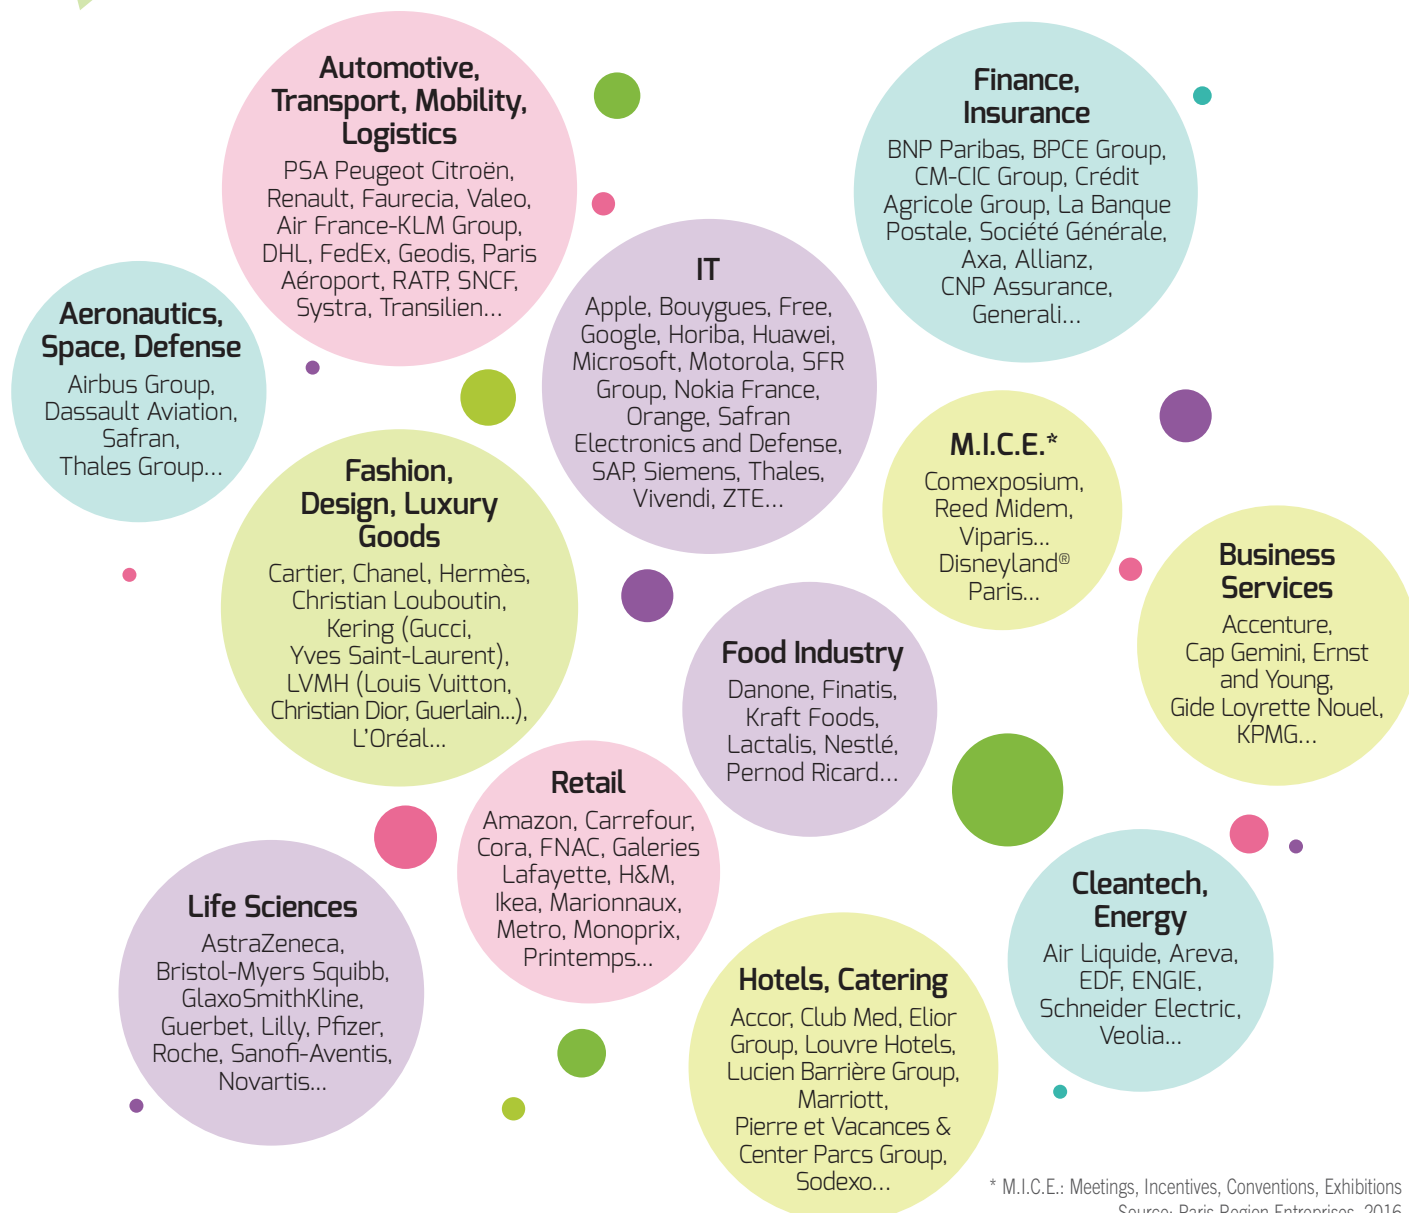 Automotive,
Transport, Mobility,
Logistics
PSA Peugeot Citroën,
Renault, Faurecia, Valeo,
Air France-KLM Group,
DHL, FedEx, Geodis, Paris
Aéroport, RATP, SNCF,
Systra, Transilien...
Finance,
Insurance
BNP Paribas, BPCE Group,
CM-CIC Group, Crédit
Agricole Group, La Banque
Postale, Société Générale,
Axa, Allianz,
CNP Assurance,
Generali...
IT
Apple, Bouygues, Free,
Google, Horiba, Huawei,
Microsoft, Motorola, SFR
Group, Nokia France,
Orange, Safran
Electronics and Defense,
SAP, Siemens, Thales,
Vivendi, ZTE...
Aeronautics,
Space, Defense
Airbus Group,
Dassault Aviation,
Safran,
Thales Group...
M.I.C.E.*
Comexposium,
Reed Midem,
Viparis...
Disneyland®
Paris...
Fashion,
Design, Luxury
Goods
Cartier, Chanel, Hermès,
Christian Louboutin,
Kering (Gucci,
Yves Saint-Laurent),
LVMH (Louis Vuitton,
Christian Dior, Guerlain...),
L'Oréal...
Business
Services
Accenture,
Cap Gemini, Ernst
and Young,
Gide Loyrette Nouel,
KPMG...
Food Industry
Danone, Finatis,
Kraft Foods,
Lactalis, Nestlé,
Pernod Ricard...
Retail
Amazon, Carrefour,
Cora, FNAC, Galeries
Lafayette, H&M,
Ikea, Marionnaux,
Metro, Monoprix,
Printemps...
Cleantech,
Energy
Air Liquide, Areva,
EDF, ENGIE,
Schneider Electric,
Veolia...
Life Sciences
AstraZeneca,
Bristol-Myers Squibb,
GlaxoSmithKline,
Guerbet, Lilly, Pfizer,
Roche, Sanofi-Aventis,
Novartis...
Hotels, Catering
Accor, Club Med, Elior
Group, Louvre Hotels,
Lucien Barrière Group,
Marriott,
Pierre et Vacances &
Center Parcs Group,
Sodexo...
* M.I.C.E.: Meetings, Incentives, Conventions, Exhibitions
Source: Paris Region Entreprises, 2016